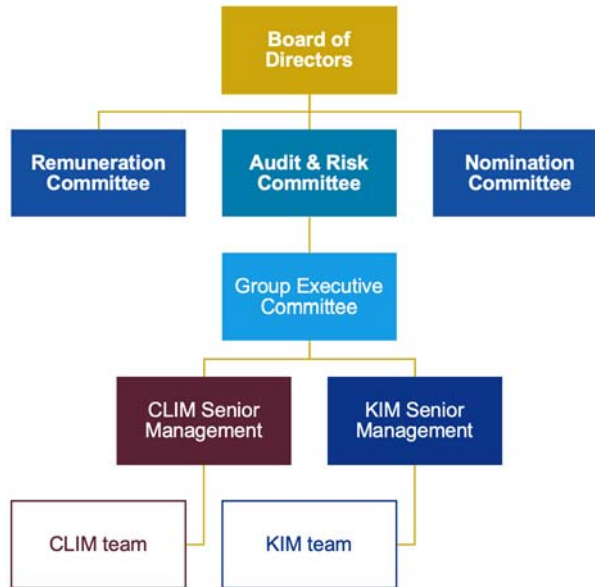 Board of
Directors
Remuneration
Committee
Audit & Risk
Committee
Nomination
Committee
Group Executive
Committee
CLIM Senior
Management
KIM Senior
Management
CLIM team
KIM team